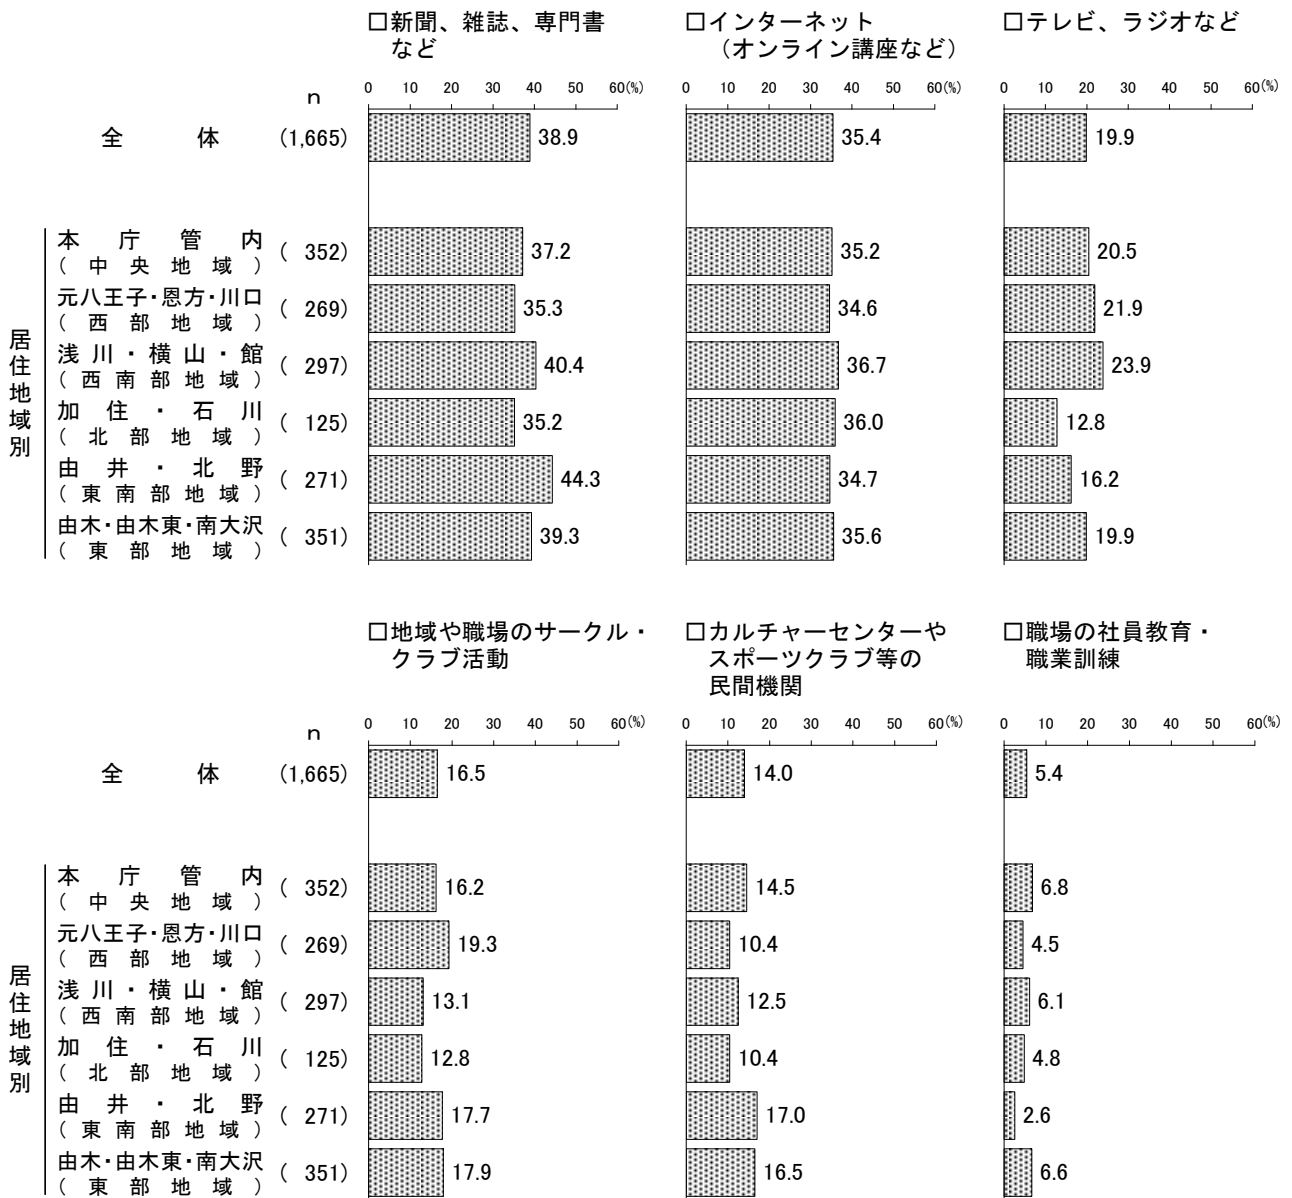 □新聞、雑誌、専門書 □インターネット □テレビ、ラジオなど
など （オンライン講座など）
0 10 20 30 40 50 60(%) 0 10 20 30 40 50 60(%) 0 10 20 30 40 50 60(%)
n
全体 (1,665) 38.9 35.4 19.9
居住地域別
本庁管内 ( 352) 37.2 35.2 20.5
(中央地域)
元八王子・恩方・川口 ( 269) 35.3 34.6 21.9
(西部地域)
浅川・横山・館 ( 297) 40.4 36.7 23.9
(西南部地域)
加住・石川 ( 125) 35.2 36.0 12.8
(北部地域)
由井・北野 ( 271) 44.3 34.7 16.2
(東南部地域)
由木・由木東・南大沢 ( 351) 39.3 35.6 19.9
(東部地域)
□地域や職場のサークル・ □カルチャーセンターや □職場の社員教育・
クラブ活動 スポーツクラブ等の 職業訓練
民間機関
0 10 20 30 40 50 60(%) 0 10 20 30 40 50 60(%) 0 10 20 30 40 50 60(%)
n
全体 (1,665) 16.5 14.0 5.4
居住地域別
本庁管内 ( 352) 16.2 14.5 6.8
(中央地域)
元八王子・恩方・川口 ( 269) 19.3 10.4 4.5
(西部地域)
浅川・横山・館 ( 297) 13.1 12.5 6.1
(西南部地域)
加住・石川 ( 125) 12.8 10.4 4.8
(北部地域)
由井・北野 ( 271) 17.7 17.0 2.6
(東南部地域)
由木・由木東・南大沢 ( 351) 17.9 16.5 6.6
(東部地域)